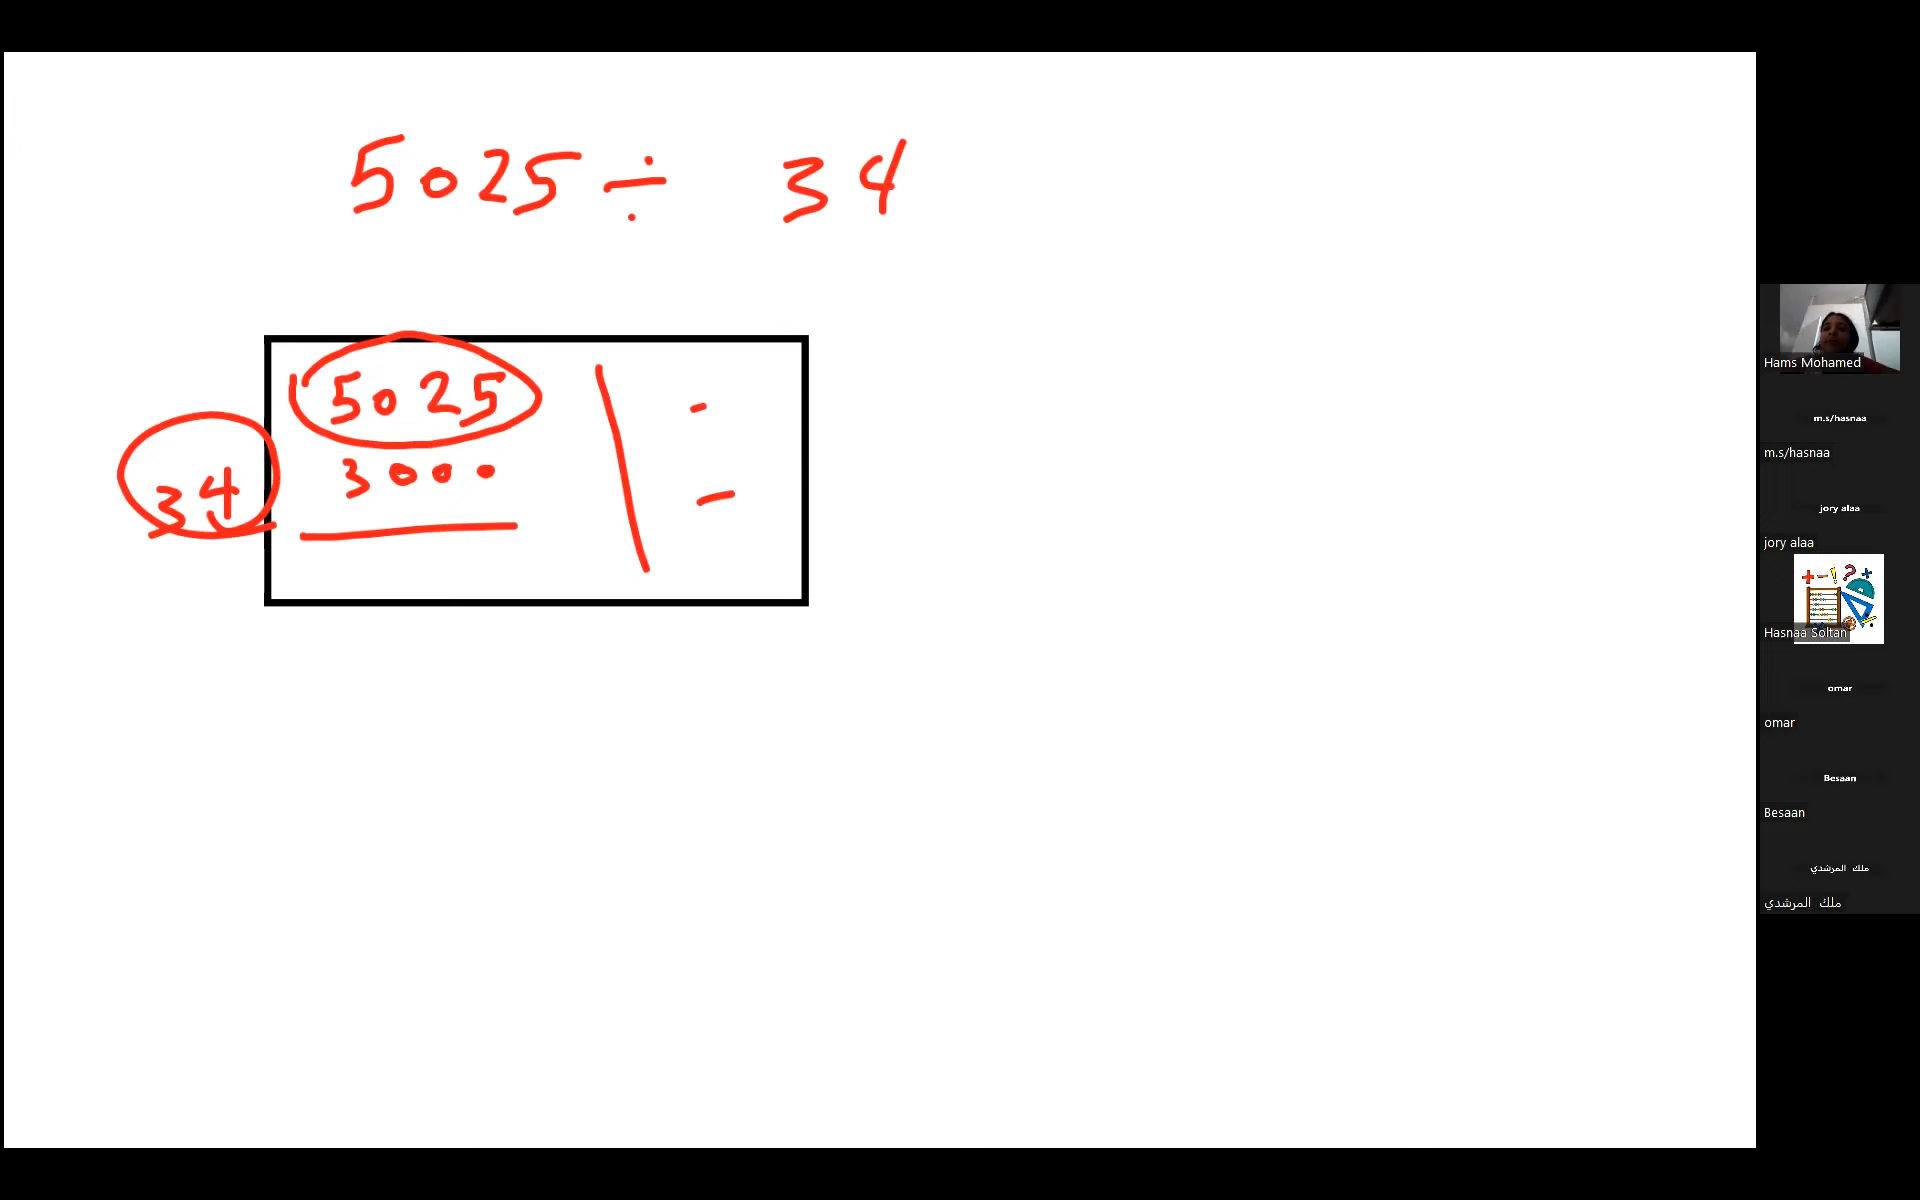 5025 ÷ 34
5025
3000
34
Hams Mohamed
m.s/hasnaa
m.s/hasnaa
jory alaa
jory alaa
Hasnaa Soltan
omar
omar
Besaan
Besaan
ملك المرشدي
ملك المرشدي